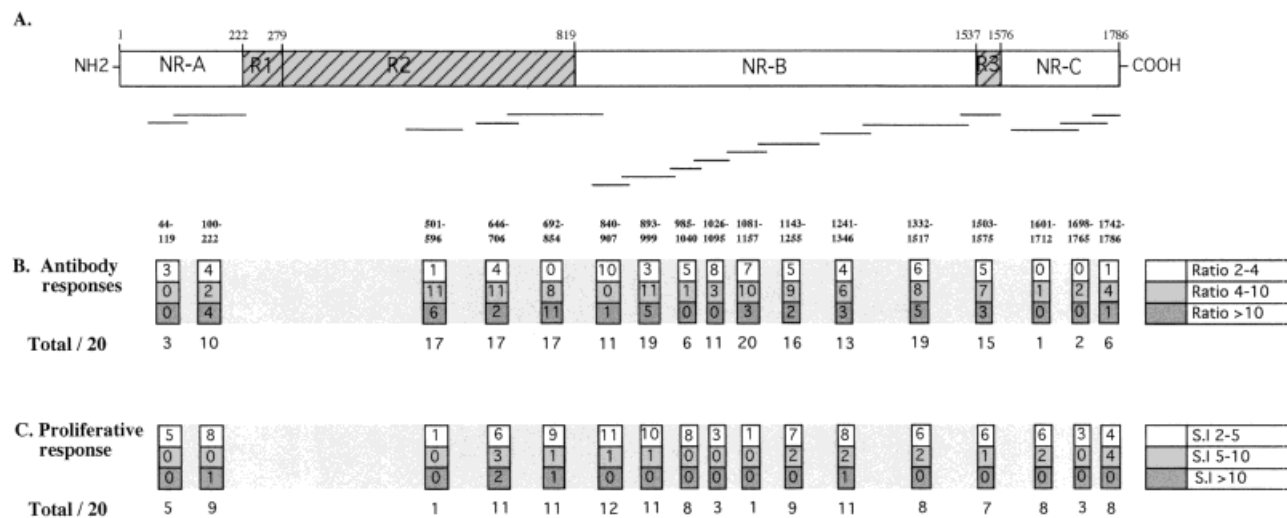 A.
1 222 279 819 1537 1576 1786
NH2 NR-A R1 R2 NR-B R3 NR-C COOH
44- 100- 501- 646- 692- 840- 893- 985- 1026- 1081- 1143- 1241- 1332- 1503- 1601- 1698- 1742-
119 222 596 706 854 907 999 1040 1095 1157 1255 1346 1517 1575 1712 1765 1786
B. Antibody 3 4 1 4 0 10 3 5 8 7 5 4 6 5 0 0 1 Ratio 2-4
responses 0 2 11 11 8 0 11 1 3 10 9 6 8 7 1 2 4 Ratio 4-10
0 4 6 2 11 1 5 0 0 3 2 3 5 3 0 0 1 Ratio >10
Total / 20 3 10 17 17 17 11 19 6 11 20 16 13 19 15 1 2 6
C. Proliferative 5 8 1 6 9 11 10 8 3 1 7 8 6 6 6 3 4 S.I 2-5
response 0 0 0 3 1 1 1 0 0 0 2 2 2 1 2 0 4 S.I 5-10
0 1 0 2 1 0 0 0 0 0 0 1 0 0 0 0 0 S.I >10
Total / 20 5 9 1 11 11 12 11 8 3 1 9 11 8 7 8 3 8